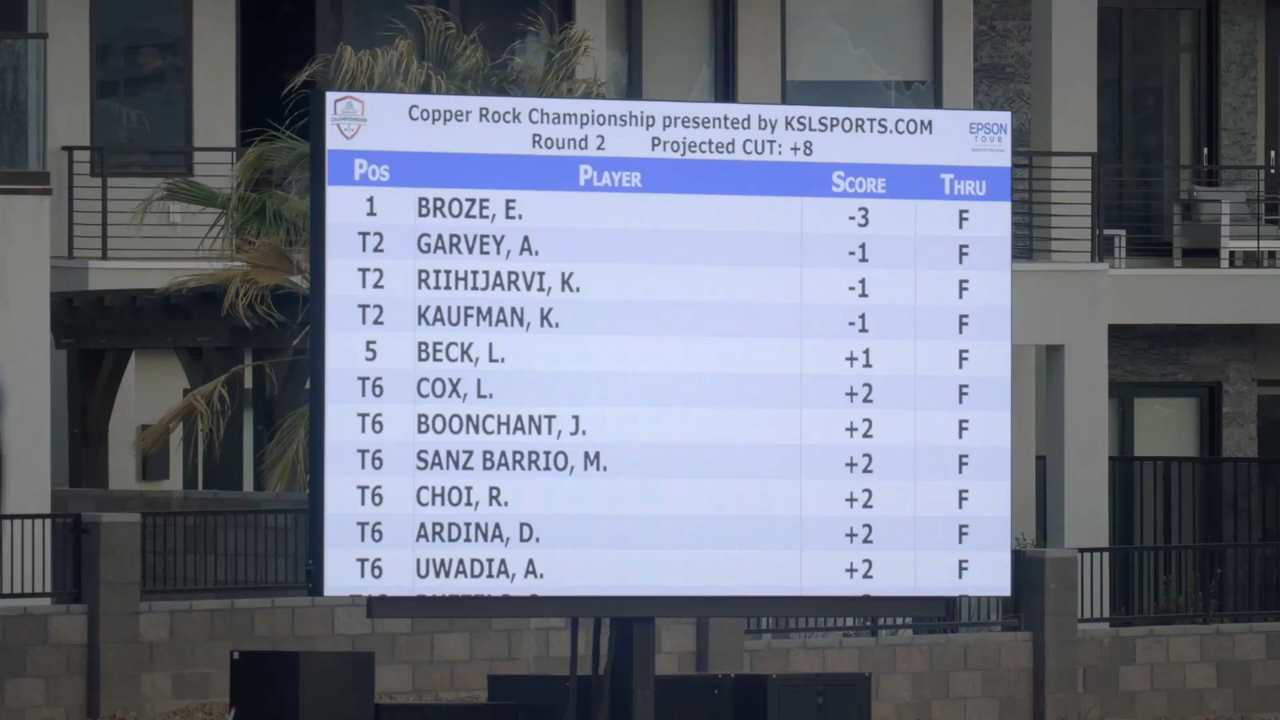 Copper Rock Championship presented by KSLSPORTS.COM
Round 2 Projected CUT: +8
CHAMPIONSHIP
EPSON
TOUR
POS PLAYER SCORE THRU
1 BROZE, E. -3 F
T2 GARVEY, A. -1 F
T2 RIIHIJARVI, K. -1 F
T2 KAUFMAN, K. -1 F
5 BECK, L. +1 F
T6 COX, L. +2 F
T6 BOONCHANT, J. +2 F
T6 SANZ BARRIO, M. +2 F
T6 CHOI, R. +2 F
T6 ARDINA, D. +2 F
T6 UWADIA, A. +2 F